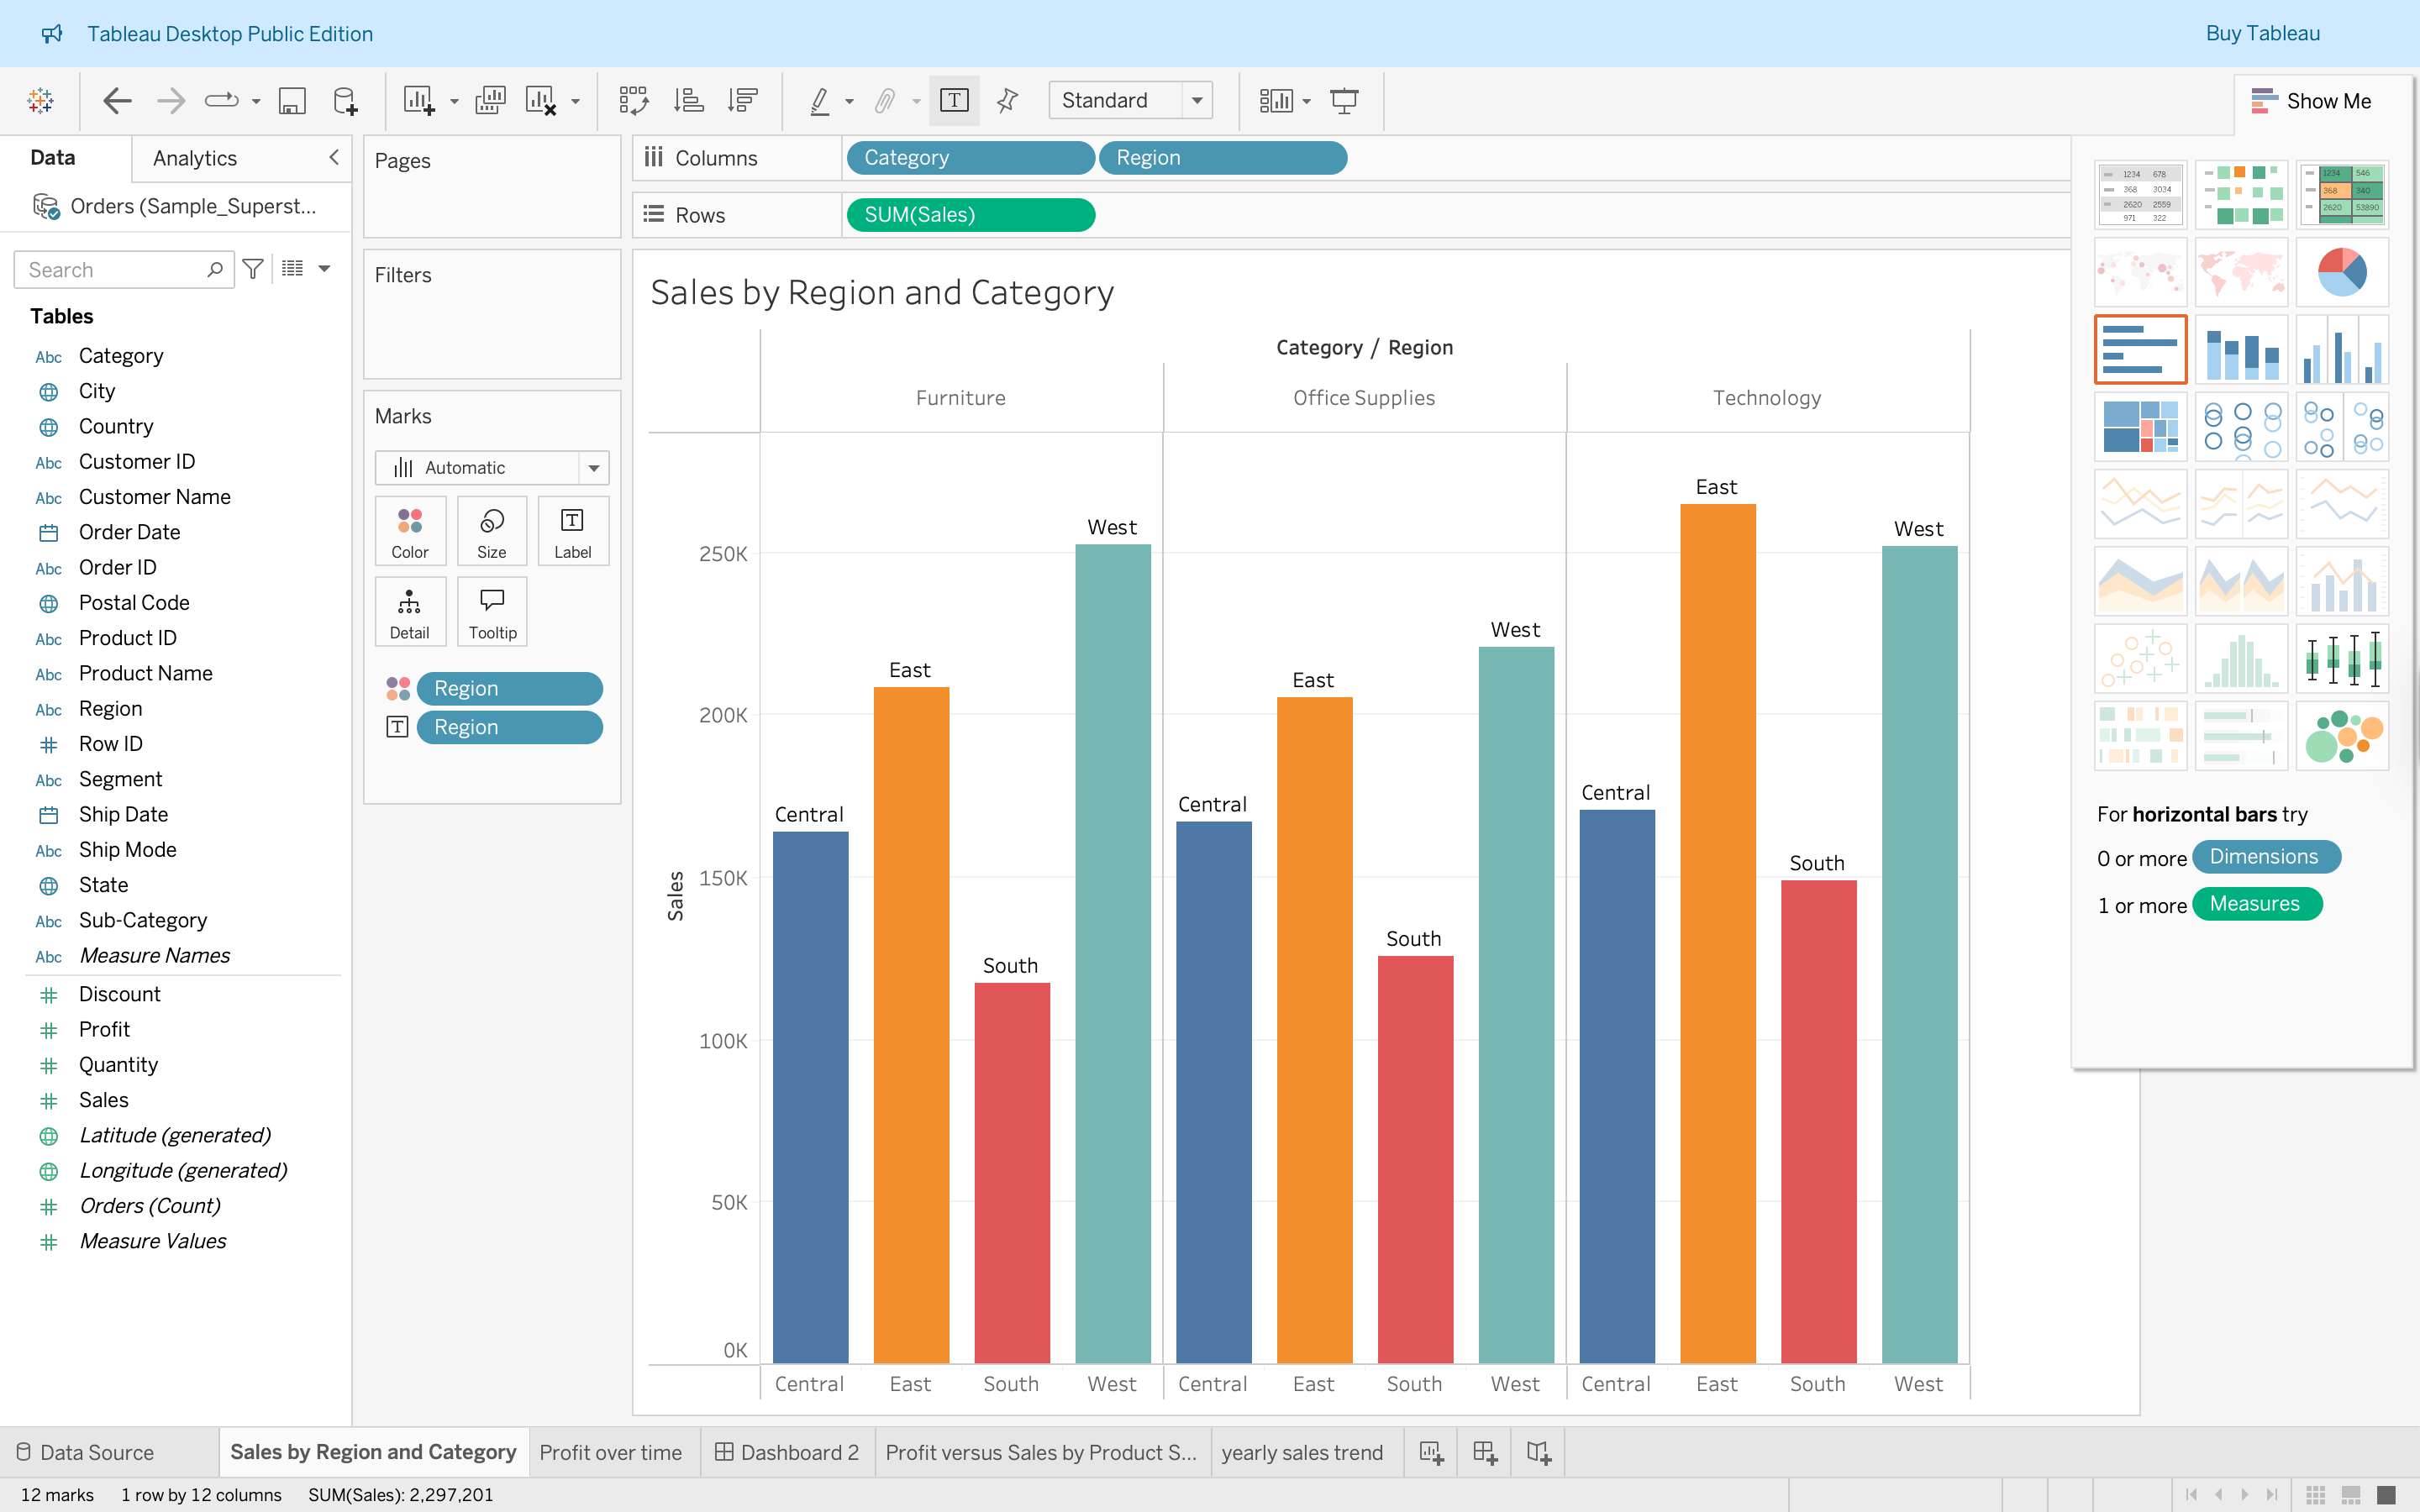 Tableau Desktop Public Edition
Buy Tableau
Standard
Show Me
Data
Analytics
Orders (Sample_Superst...
Search
Tables
Abc Category
City
Country
Abc Customer ID
Abc Customer Name
Order Date
Abc Order ID
Postal Code
Abc Product ID
Abc Product Name
Abc Region
Row ID
Abc Segment
Ship Date
Abc Ship Mode
State
Abc Sub-Category
Abc Measure Names
Discount
Profit
Quantity
Sales
Latitude (generated)
Longitude (generated)
Orders (Count)
Measure Values
Pages
Filters
Marks
Automatic
Color
Size
Label
Detail
Tooltip
Region
Region
Columns
Category
Region
Rows
SUM(Sales)
Sales by Region and Category
Category / Region
Furniture
Office Supplies
Technology
Sales
250K
200K
150K
100K
50K
0K
Central
East
South
West
Central
East
South
West
Central
East
South
West
Central East South West Central East South West Central East South West
1234 678
368 3034
2620 2559
971 322
1234 546
368 340
2620 53890
For horizontal bars try
0 or more Dimensions
1 or more Measures
Data Source
Sales by Region and Category
Profit over time
Dashboard 2
Profit versus Sales by Product S...
yearly sales trend
12 marks
1 row by 12 columns
SUM(Sales): 2,297,201